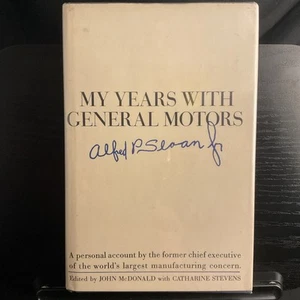 MY YEARS WITH
GENERAL MOTORS
Alfred P. Sloan Jr
A personal account by the former chief executive
of the world's largest manufacturing concern.
Edited by JOHN McDONALD with CATHARINE STEVENS